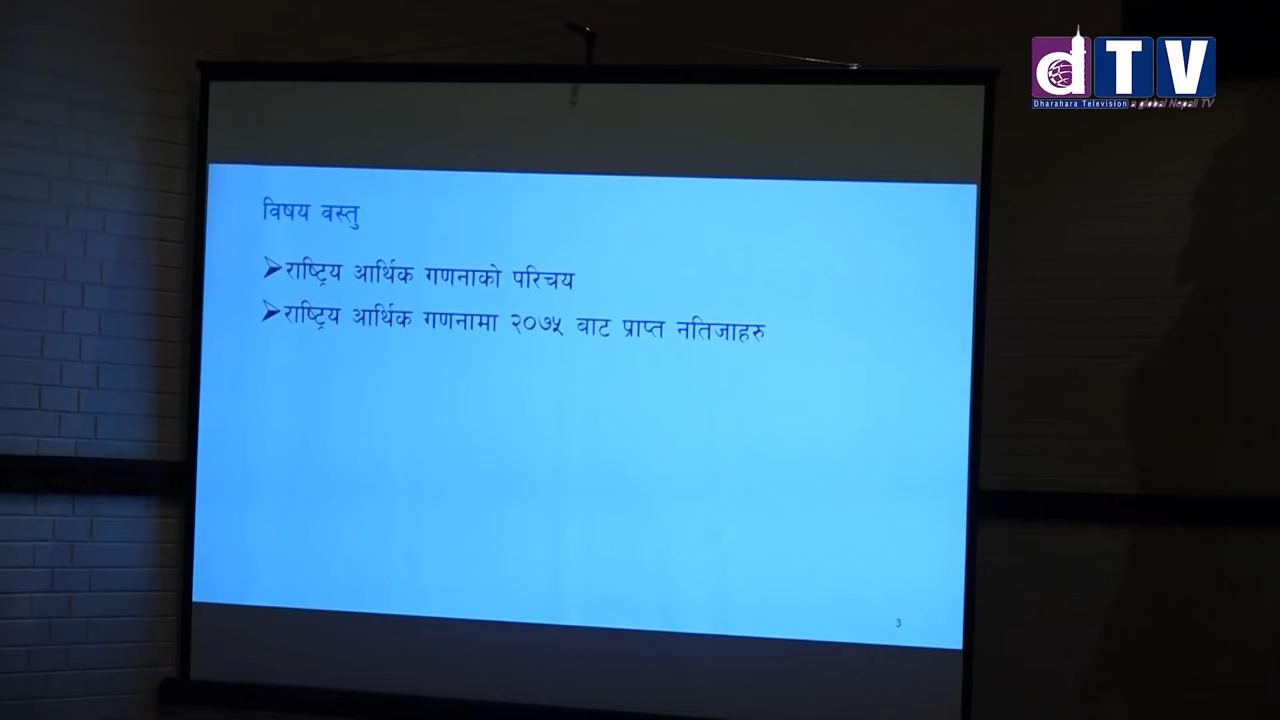 dTV
Dharahara Television a global Nepali TV
विषय वस्तु
➢राष्ट्रिय आर्थिक गणनाको परिचय
➢राष्ट्रिय आर्थिक गणनामा २०७५ बाट प्राप्त नतिजाहरु
3